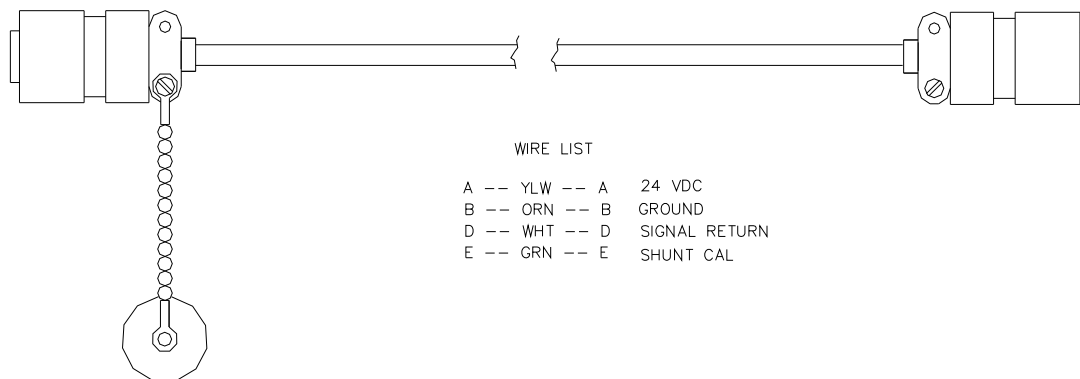 WIRE LIST
A -- YLW -- A 24 VDC
B -- ORN -- B GROUND
D -- WHT -- D SIGNAL RETURN
E -- GRN -- E SHUNT CAL